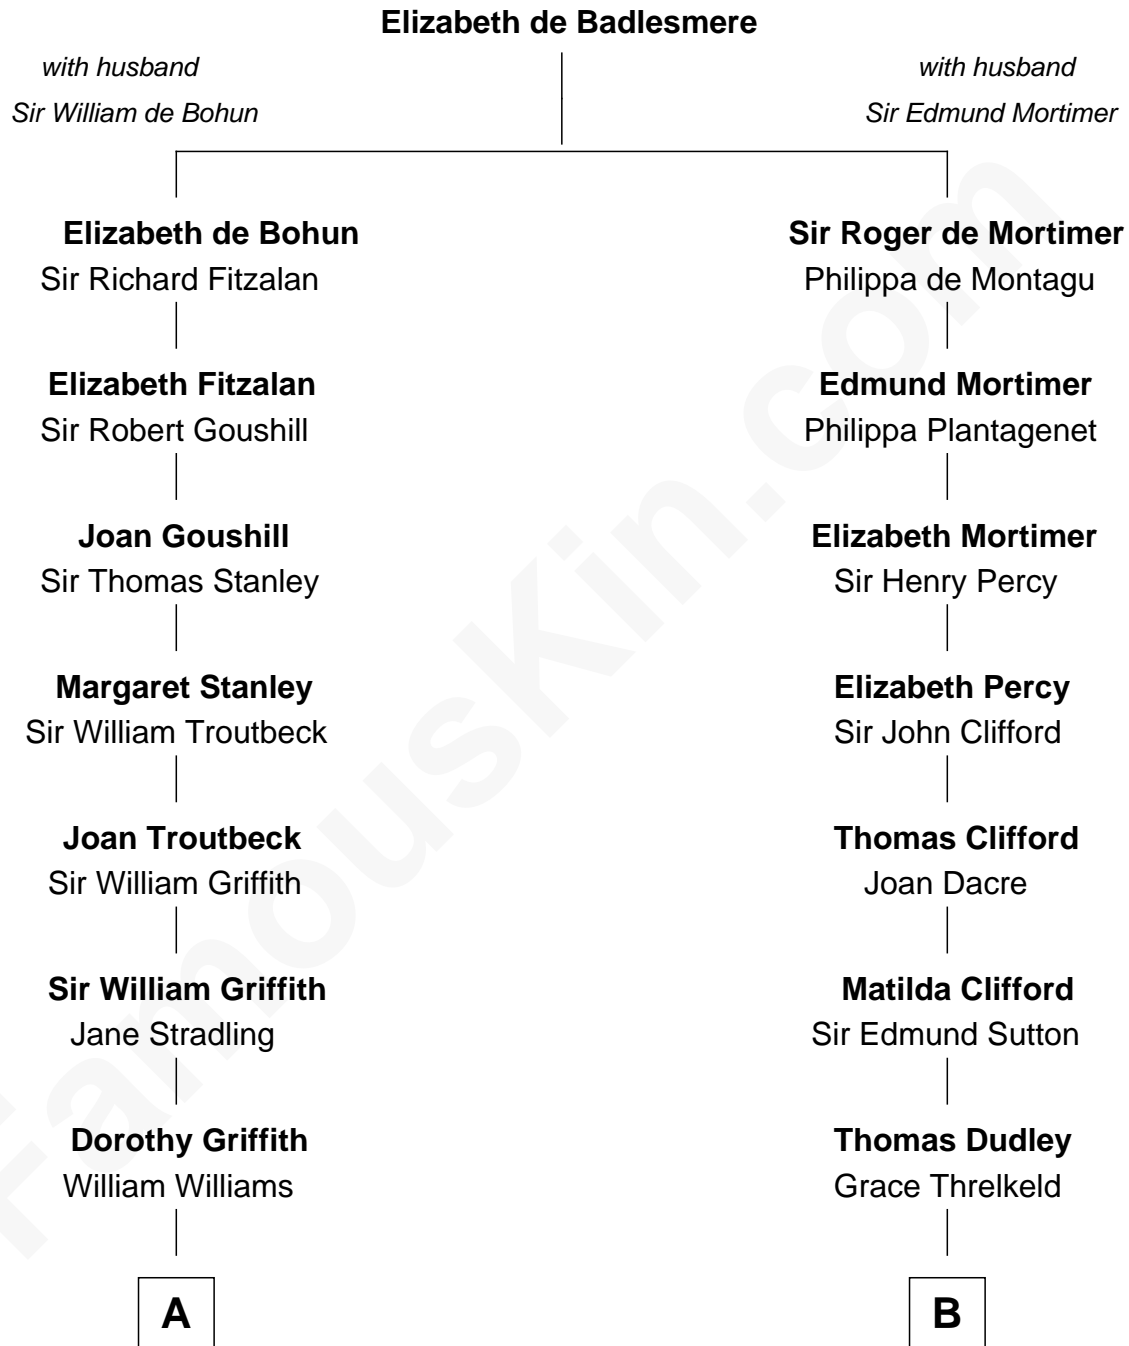 Elizabeth de Badlesmere
with husband
Sir William de Bohun
with husband
Sir Edmund Mortimer
Elizabeth de Bohun
Sir Richard Fitzalan
Sir Roger de Mortimer
Philippa de Montagu
Elizabeth Fitzalan
Sir Robert Goushill
Edmund Mortimer
Philippa Plantagenet
Joan Goushill
Sir Thomas Stanley
Elizabeth Mortimer
Sir Henry Percy
Margaret Stanley
Sir William Troutbeck
Elizabeth Percy
Sir John Clifford
Joan Troutbeck
Sir William Griffith
Thomas Clifford
Joan Dacre
Sir William Griffith
Jane Stradling
Matilda Clifford
Sir Edmund Sutton
Dorothy Griffith
William Williams
Thomas Dudley
Grace Threlkeld
A
B
FamousKin.com